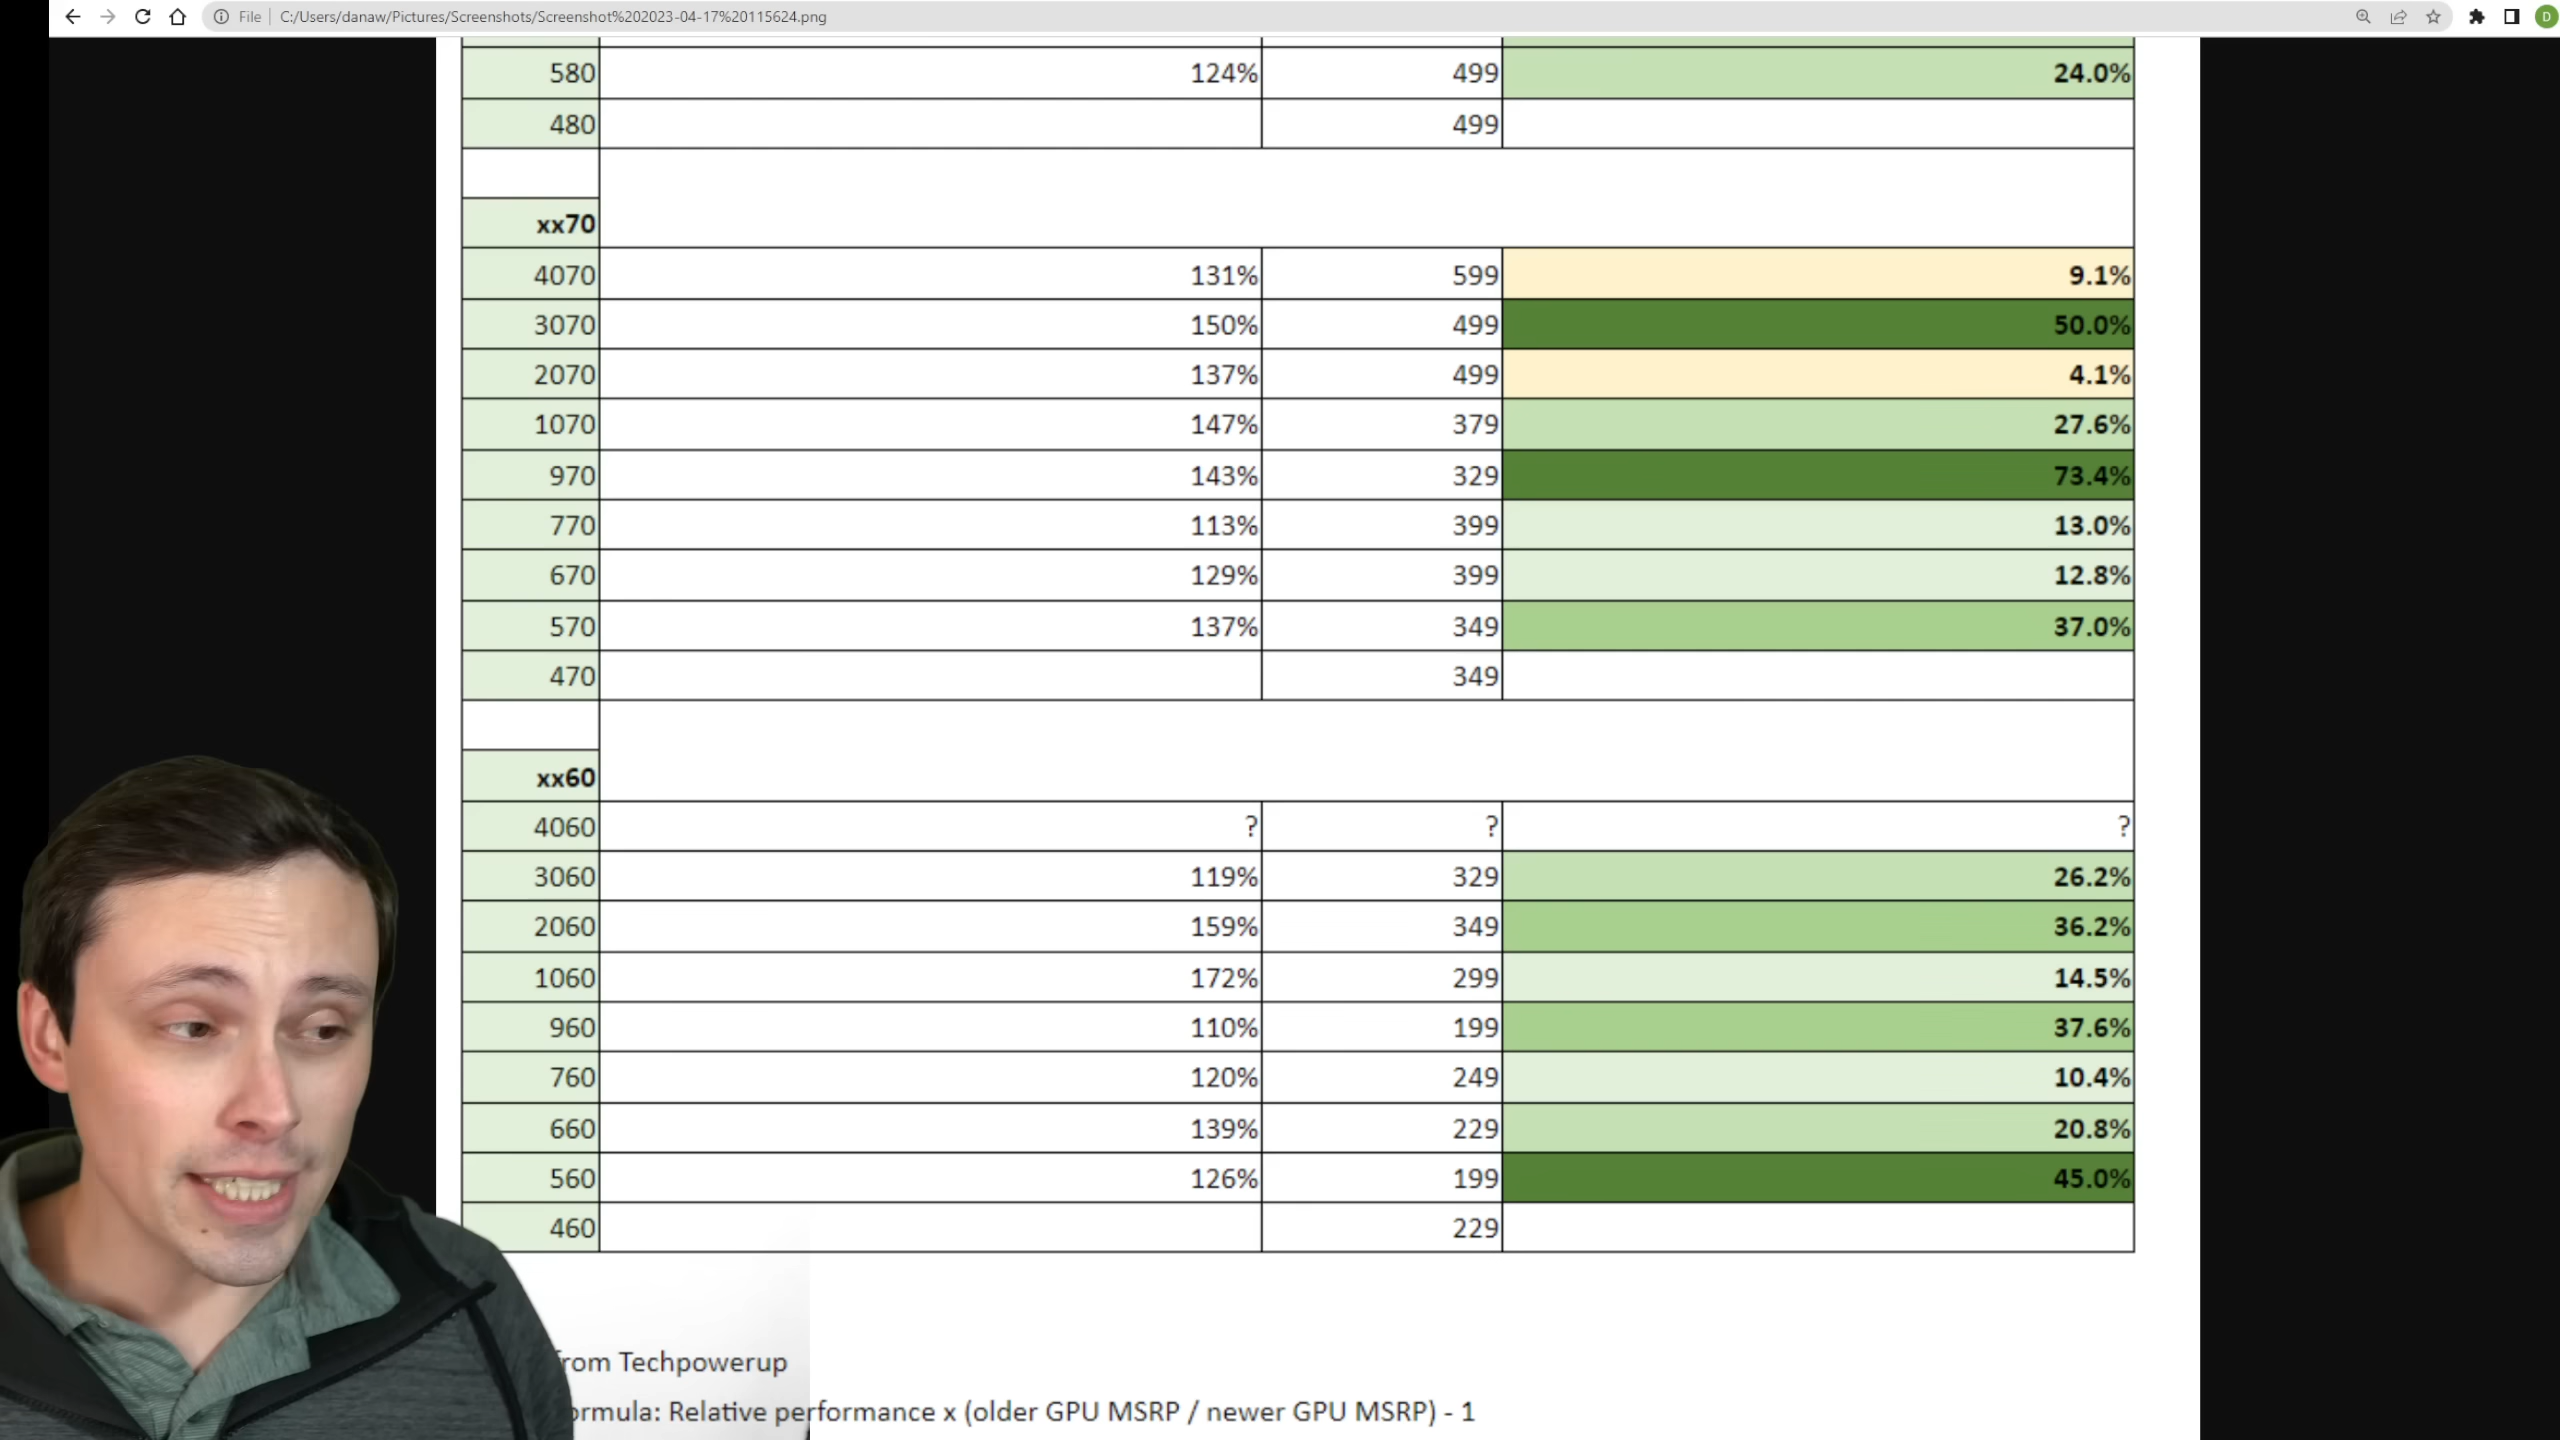 File C:/Users/danaw/Pictures/Screenshots/Screenshot%202023-04-17%20115624.png D
580 124% 499 24.0%
480 499
xx70
4070 131% 599 9.1%
3070 150% 499 50.0%
2070 137% 499 4.1%
1070 147% 379 27.6%
970 143% 329 73.4%
770 113% 399 13.0%
670 129% 399 12.8%
570 137% 349 37.0%
470 349
xx60
4060 ? ? ?
3060 119% 329 26.2%
2060 159% 349 36.2%
1060 172% 299 14.5%
960 110% 199 37.6%
760 120% 249 10.4%
660 139% 229 20.8%
560 126% 199 45.0%
460 229
from Techpowerup
ormula: Relative performance x (older GPU MSRP / newer GPU MSRP) - 1